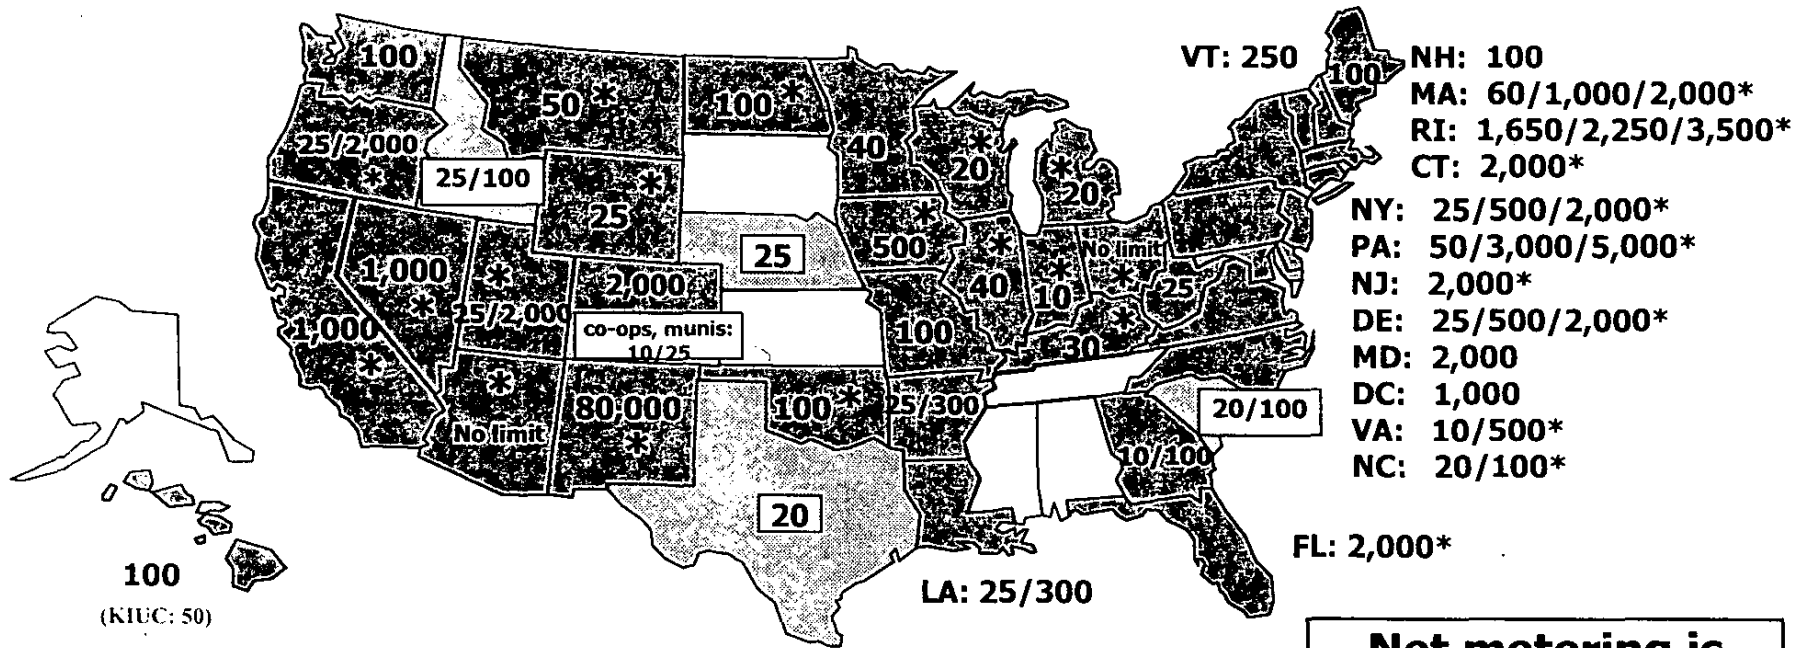 100
50 *
100 *
25/2,000
*
25/100
*
25
40
*
20
*
20
100
VT: 250
NH: 100
MA: 60/1,000/2,000*
RI: 1,650/2,250/3,500*
CT: 2,000*
NY: 25/500/2,000*
PA: 50/3,000/5,000*
NJ: 2,000*
DE: 25/500/2,000*
MD: 2,000
DC: 1,000
VA: 10/500*
NC: 20/100*
1,000
*
1,000
*
*
25/2,000
2,000
co-ops, munis:
10/25
25
*
500
*
40
*
10
No limit
*
25
*
30
100
*
No limit
80,000
*
100 *
25/300
20
10/100
20/100
LA: 25/300
FL: 2,000*
100
(KIUC: 50)
Net metering is